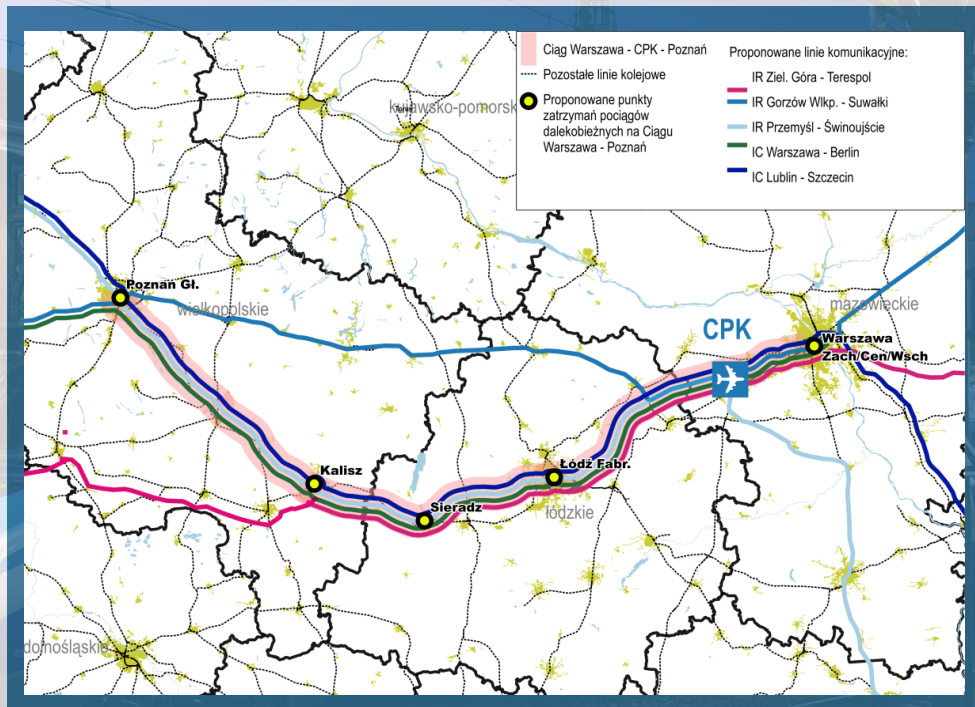 Ciąg Warszawa - CPK - Poznań
Pozostałe linie kolejowe
Proponowane punkty
zatrzymań pociągów
dalekobieżnych na Ciągu
Warszawa - Poznań
Proponowane linie komunikacyjne:
IR Ziel. Góra - Terespol
IR Gorzów Wlkp. - Suwałki
IR Przemyśl - Świnoujście
IC Warszawa - Berlin
IC Lublin - Szczecin
kujawsko-pomorsk
Poznań Gł.
wielkopolskie
mazowieckie
CPK
Warszawa
Zach/Cen/Wsch
Kalisz
Łódź Fabr.
Sieradz
łódzkie
dolnośląskie